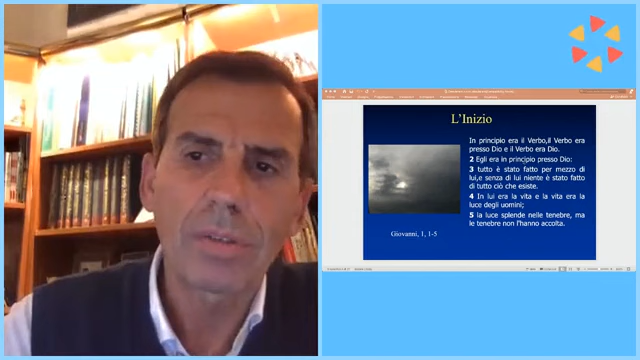 L'Inizio
In principio era il Verbo,il Verbo era
presso Dio e il Verbo era Dio.
2 Egli era in principio presso Dio:
3 tutto è stato fatto per mezzo di
lui,e senza di lui niente è stato fatto
di tutto ciò che esiste.
4 In lui era la vita e la vita era la
luce degli uomini;
5 la luce splende nelle tenebre, ma
le tenebre non l'hanno accolta.
Giovanni, 1, 1-5